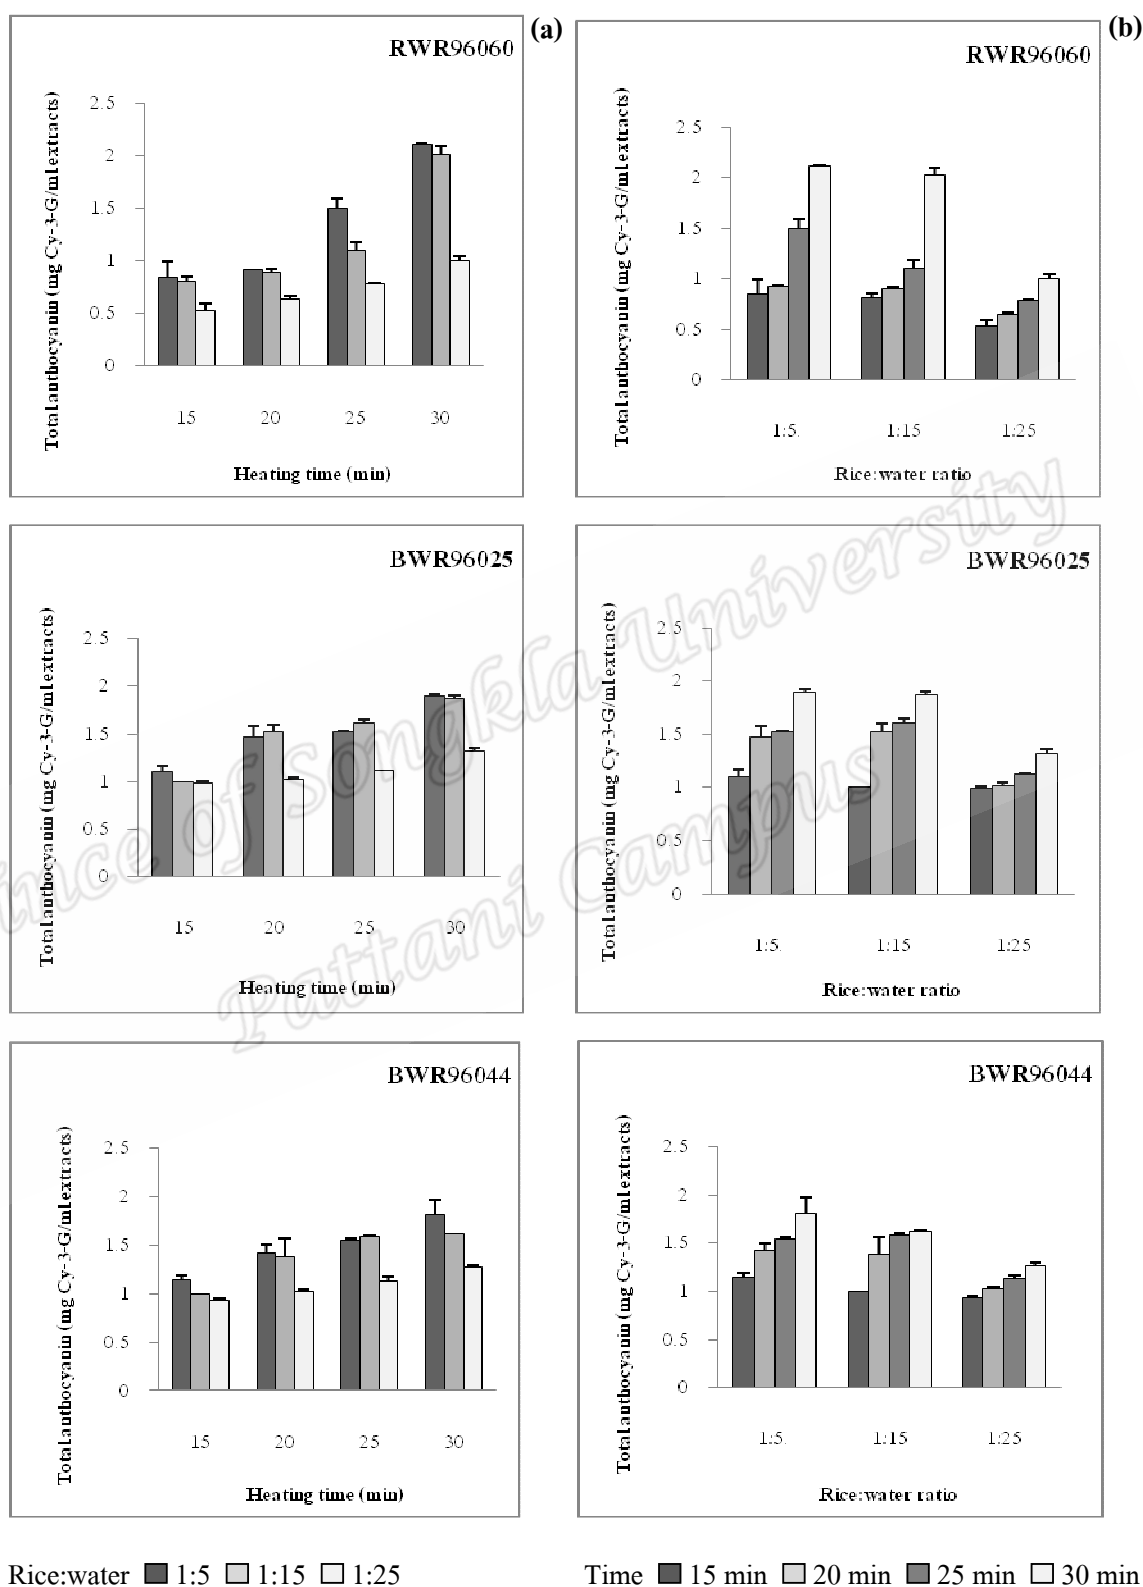 (a)
RWR96060
Total anthocyanin (mg Cy-3-G/ml extracts)
2.5
2
1.5
1
0.5
0
15 20 25 30
Heating time (min)
(b)
RWR96060
Total anthocyanin (mg Cy-3-G/ml extracts)
2.5
2
1.5
1
0.5
0
1:5. 1:15 1:25
Rice:water ratio
BWR96025
Total anthocyanin (mg Cy-3-G/ml extracts)
2.5
2
1.5
1
0.5
0
15 20 25 30
Heating time (min)
BWR96025
Total anthocyanin (mg Cy-3-G/ml extracts)
2.5
2
1.5
1
0.5
0
1:5. 1:15 1:25
Rice:water ratio
BWR96044
Total anthocyanin (mg Cy-3-G/ml extracts)
2.5
2
1.5
1
0.5
0
15 20 25 30
Heating time (min)
BWR96044
Total anthocyanin (mg Cy-3-G/ml extracts)
2.5
2
1.5
1
0.5
0
1:5. 1:15 1:25
Rice:water ratio
Rice:water 1:5 1:15 1:25
Time 15 min 20 min 25 min 30 min
ince of Songkla University
Pattani Campus